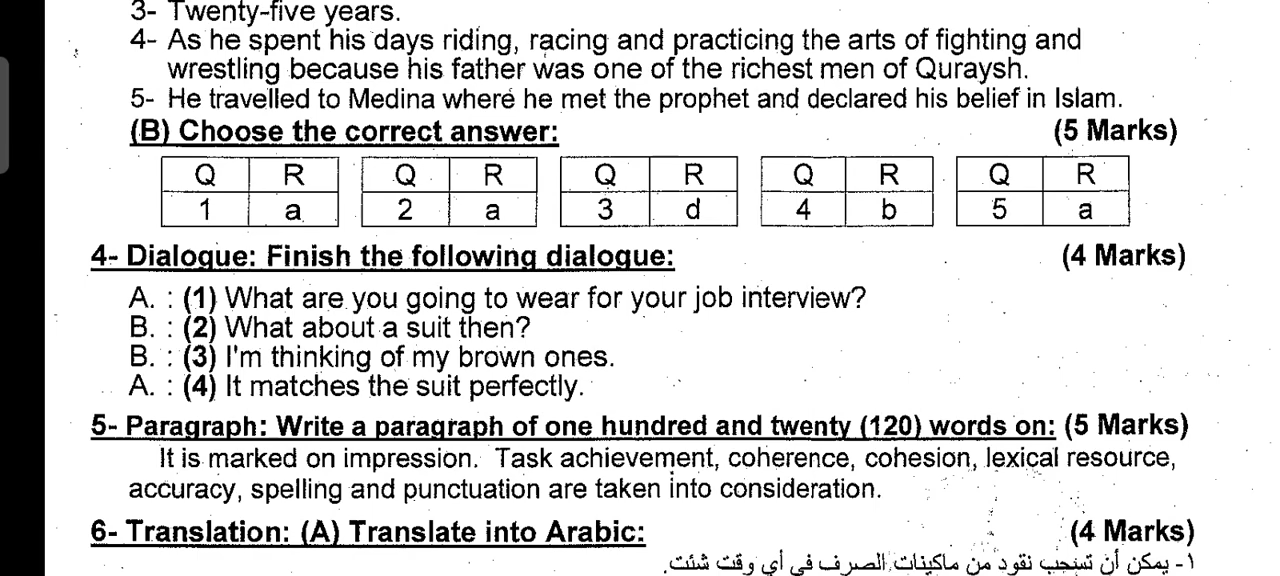 3- Twenty-five years.
4- As he spent his days riding, racing and practicing the arts of fighting and
wrestling because his father was one of the richest men of Quraysh.
5- He travelled to Medina where he met the prophet and declared his belief in Islam.
(B) Choose the correct answer: (5 Marks)
Q R Q R Q R Q R Q R
1 a 2 a 3 d 4 b 5 a
4- Dialogue: Finish the following dialogue: (4 Marks)
A. : (1) What are you going to wear for your job interview?
B. : (2) What about a suit then?
B. : (3) I'm thinking of my brown ones.
A. : (4) It matches the suit perfectly.
5- Paragraph: Write a paragraph of one hundred and twenty (120) words on: (5 Marks)
It is marked on impression. Task achievement, coherence, cohesion, lexical resource,
accuracy, spelling and punctuation are taken into consideration.
6- Translation: (A) Translate into Arabic: (4 Marks)
١- يمكن أن تسحب نقود من ماكينات الصرف في أي وقت شئت.